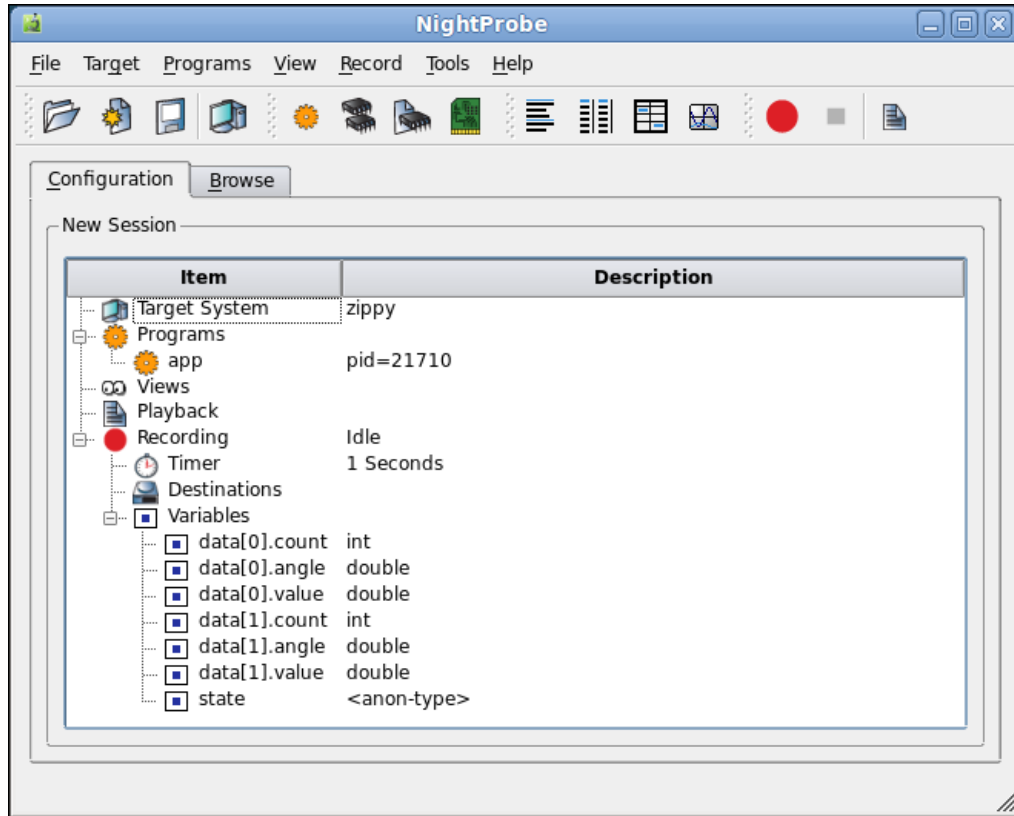 NightProbe
File Target Programs View Record Tools Help
Configuration Browse
New Session
Item Description
Target System zippy
Programs
app pid=21710
Views
Playback
Recording Idle
Timer 1 Seconds
Destinations
Variables
data[0].count int
data[0].angle double
data[0].value double
data[1].count int
data[1].angle double
data[1].value double
state <anon-type>